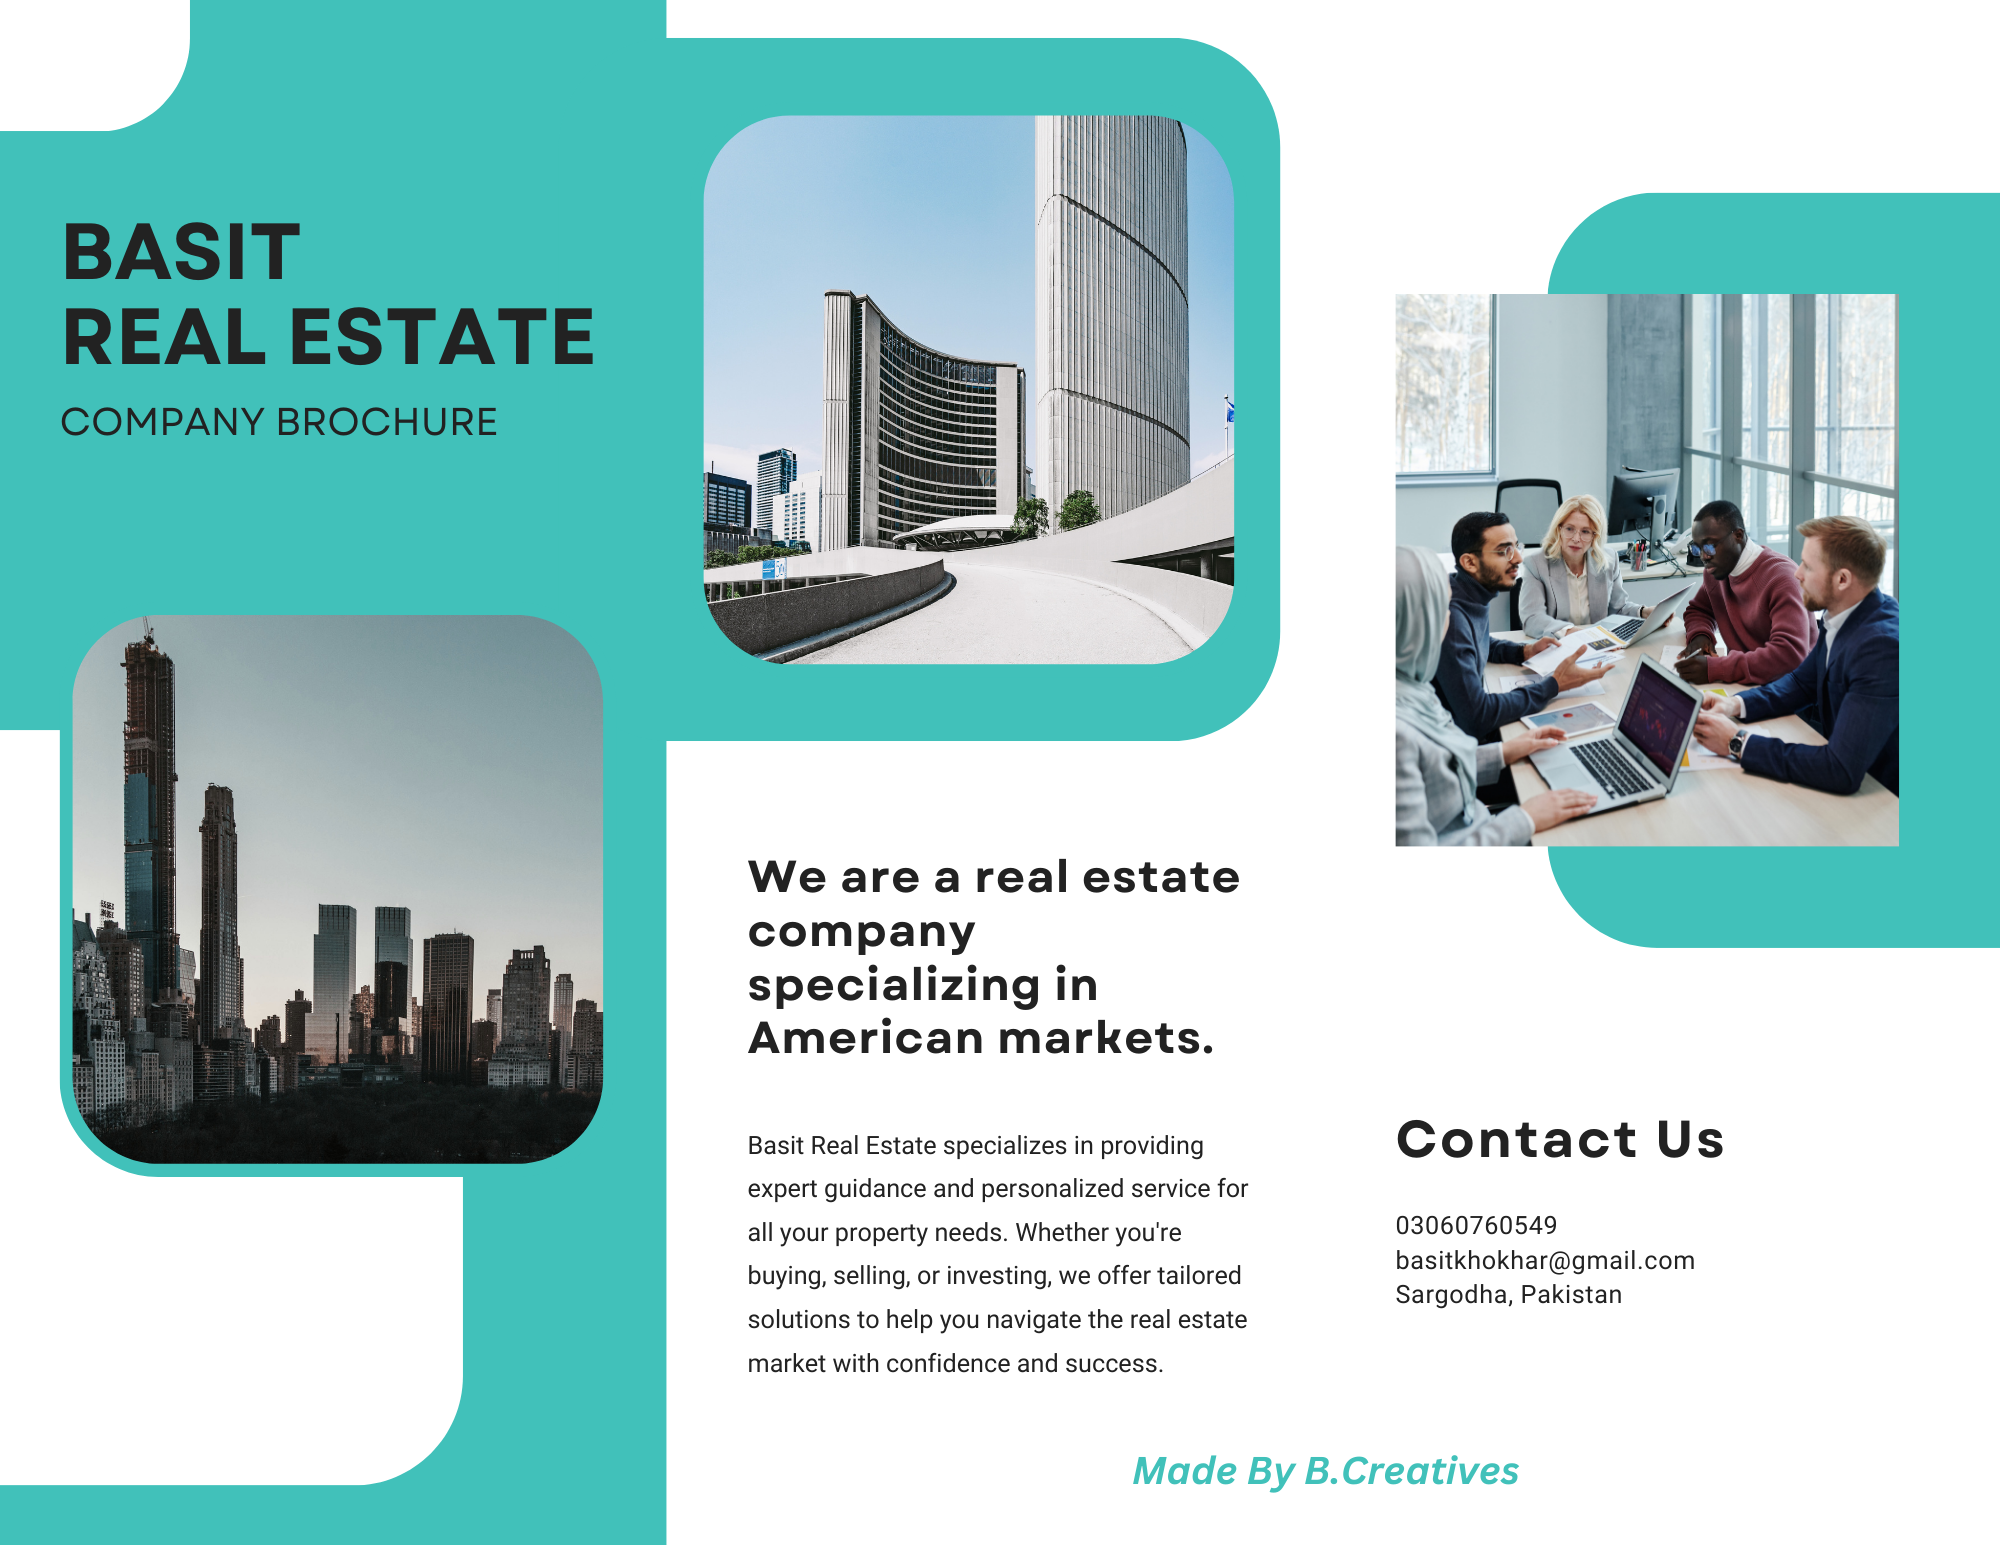 BASIT
REAL ESTATE
COMPANY BROCHURE
We are a real estate
company
specializing in
American markets.
Basit Real Estate specializes in providing
expert guidance and personalized service for
all your property needs. Whether you're
buying, selling, or investing, we offer tailored
solutions to help you navigate the real estate
market with confidence and success.
Contact Us
03060760549
basitkhokhar@gmail.com
Sargodha, Pakistan
Made By B.Creatives